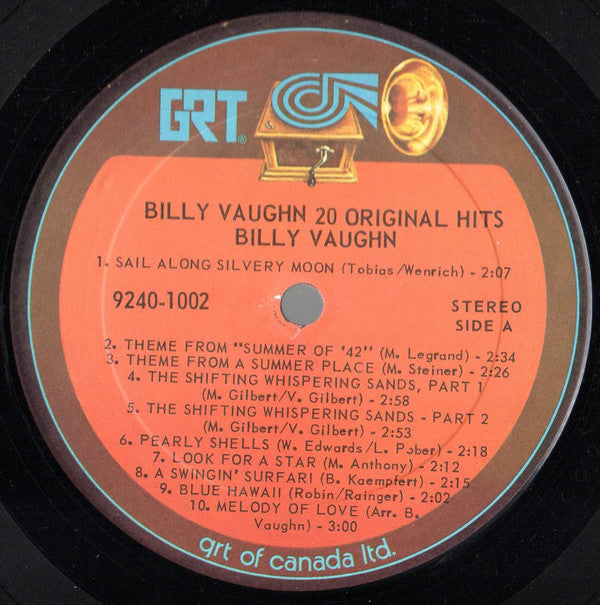 GRT®
BILLY VAUGHN 20 ORIGINAL HITS
BILLY VAUGHN
1. SAIL ALONG SILVERY MOON (Tobias/Wenrich) - 2:07
9240-1002
STEREO
SIDE A
2. THEME FROM "SUMMER OF '42" (M. Legrand) - 2:34
3. THEME FROM A SUMMER PLACE (M. Steiner) - 2:26
4. THE SHIFTING WHISPERING SANDS, PART 1
(M. Gilbert/V. Gilbert) - 2:58
5. THE SHIFTING WHISPERING SANDS - PART 2
(M. Gilbert/V. Gilbert) - 2:53
6. PEARLY SHELLS (W. Edwards/L. Pober) - 2:18
7. LOOK FOR A STAR (M. Anthony) - 2:12
8. A SWINGIN' SURFARI (B. Kaempfert) - 2:15
9. BLUE HAWAII (Robin/Rainger) - 2:02
10. MELODY OF LOVE (Arr. B.
Vaughn) - 3:00
grt of canada ltd.